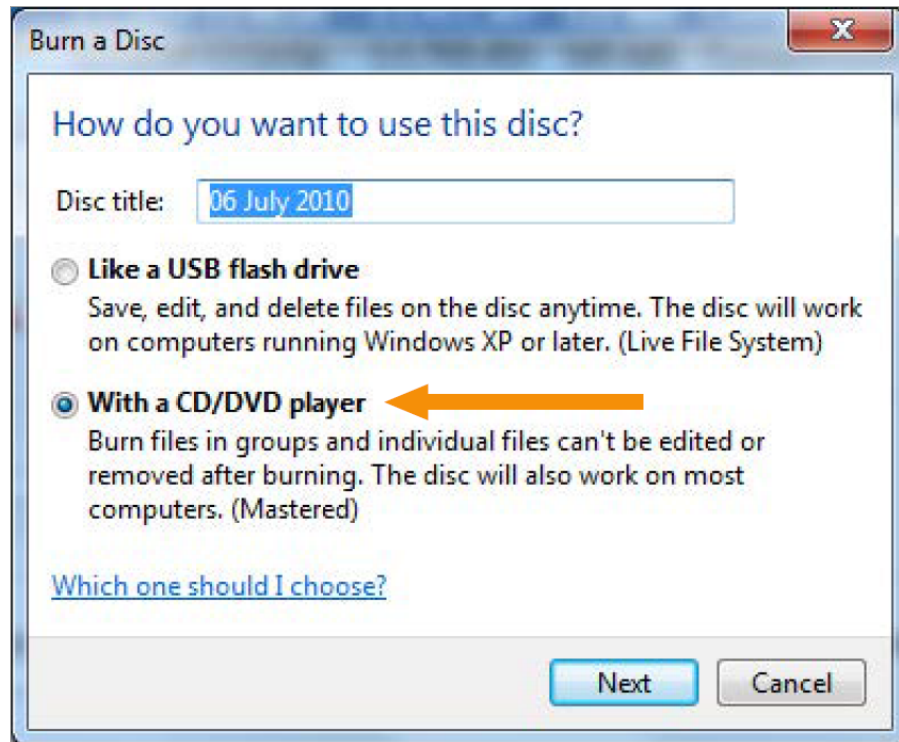 Burn a Disc
How do you want to use this disc?
Disc title: 06 July 2010
Like a USB flash drive
Save, edit, and delete files on the disc anytime. The disc will work
on computers running Windows XP or later. (Live File System)
With a CD/DVD player
Burn files in groups and individual files can't be edited or
removed after burning. The disc will also work on most
computers. (Mastered)
Which one should I choose?
Next Cancel